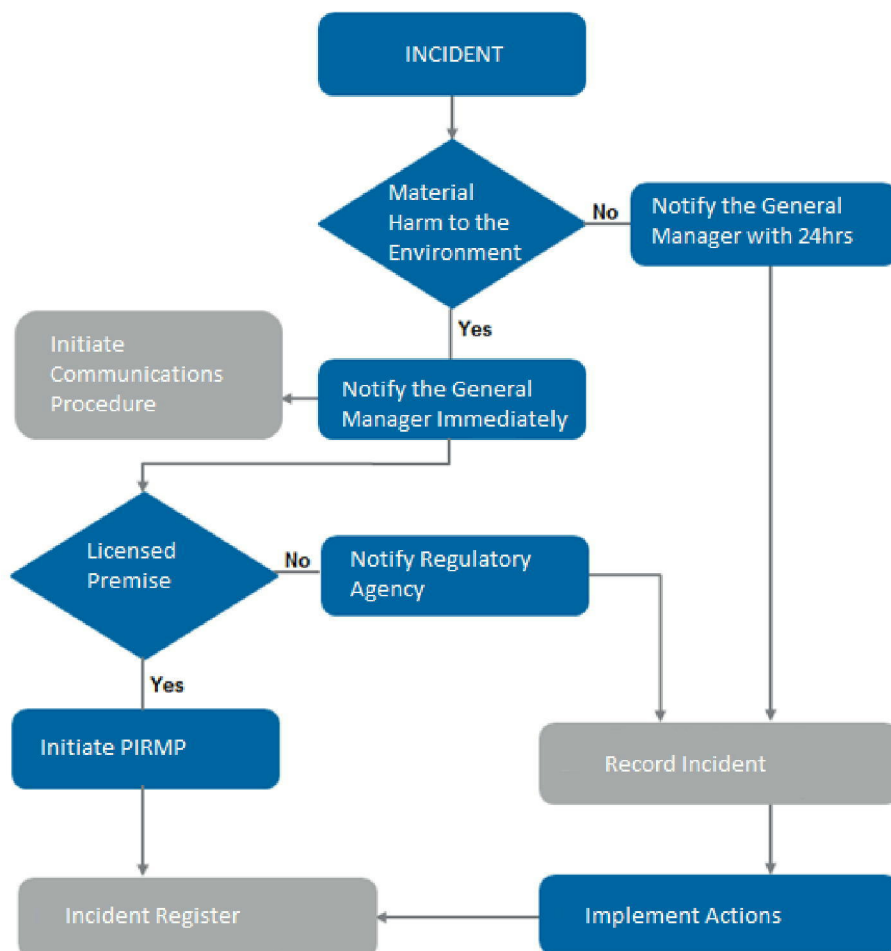 INCIDENT
Material
Harm to the
Environment
No
Notify the General
Manager with 24hrs
Yes
Initiate
Communications
Procedure
Notify the General
Manager Immediately
Licensed
Premise
No
Notify Regulatory
Agency
Yes
Initiate PIRMP
Record Incident
Incident Register
Implement Actions